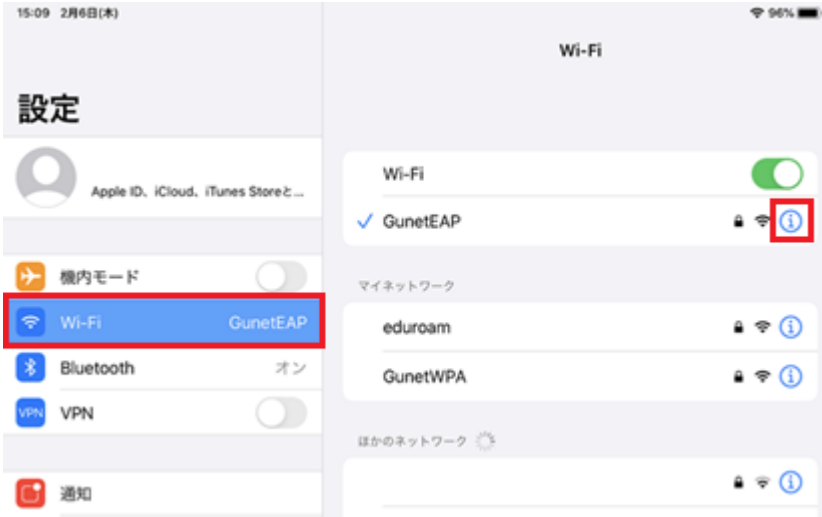 15:09 2月6日(木)
96%
設定
Apple ID、iCloud、iTunes Storeと...
機内モード
Wi-Fi GunetEAP
Bluetooth オン
VPN VPN
通知
Wi-Fi
Wi-Fi
GunetEAP
マイネットワーク
eduroam
GunetWPA
ほかのネットワーク